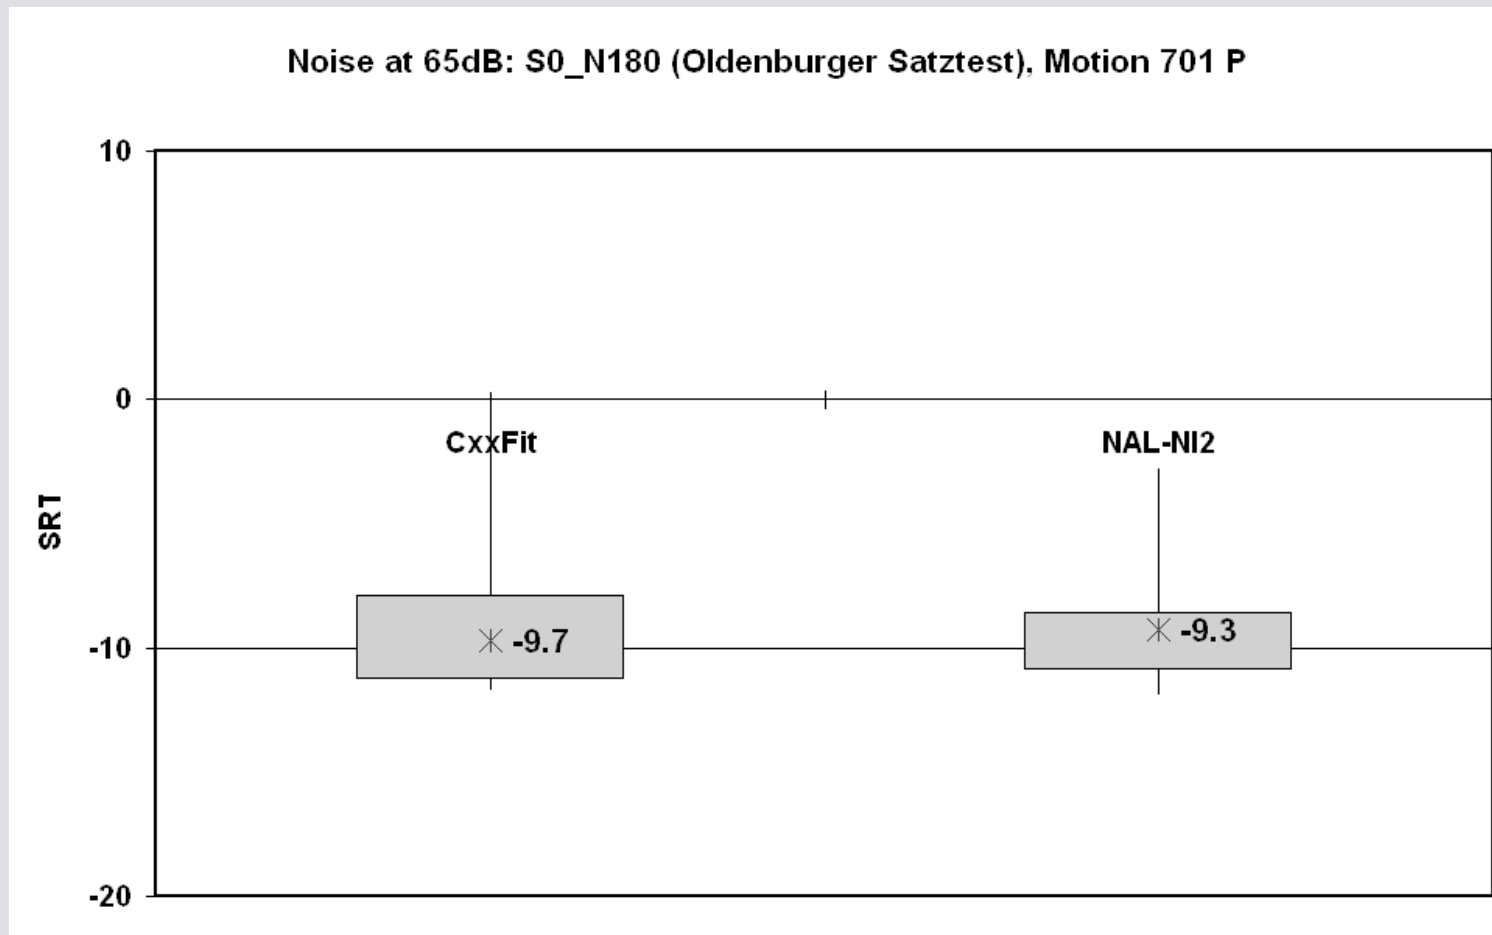 Noise at 65dB: S0_N180 (Oldenburger Satztest), Motion 701 P
10
0
CxxFit NAL-NI2
SRT
-9.7 -9.3
-10
-20